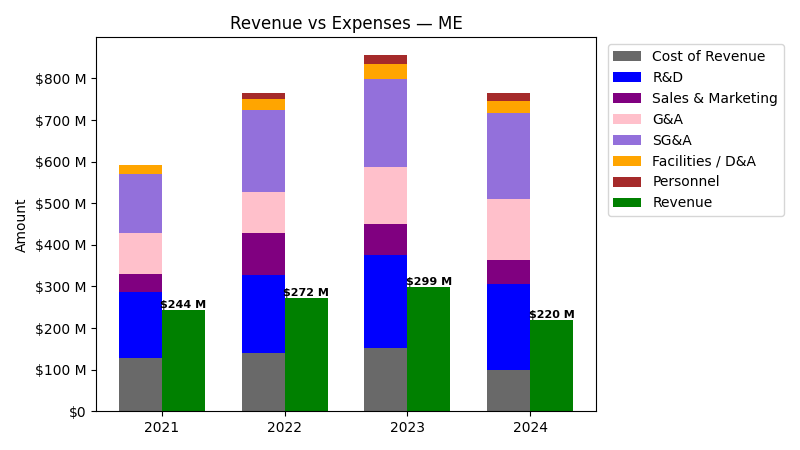 Revenue vs Expenses — ME
Amount
$800 M
$700 M
$600 M
$500 M
$400 M
$300 M
$200 M
$100 M
$0
$244 M
$272 M
$299 M
$220 M
2021
2022
2023
2024
Cost of Revenue
R&D
Sales & Marketing
G&A
SG&A
Facilities / D&A
Personnel
Revenue